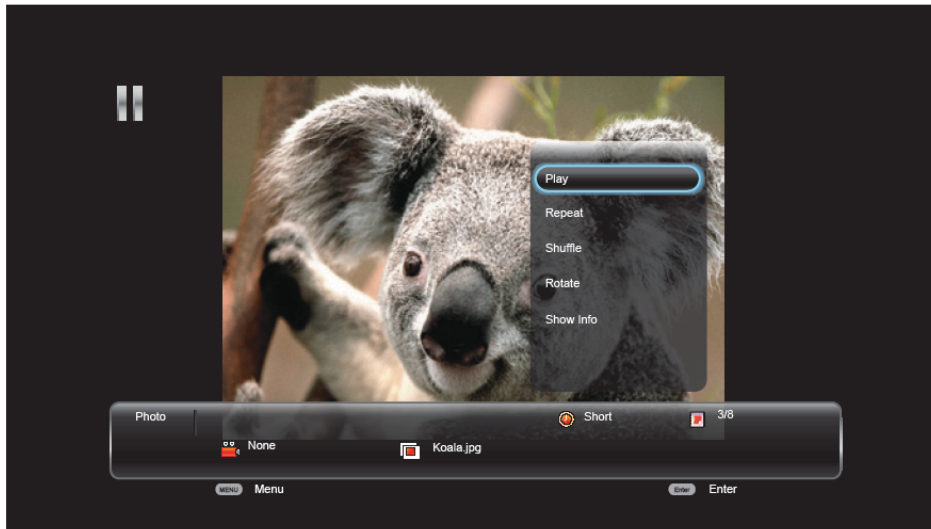 Play
Repeat
Shuffle
Rotate
Show Info
Photo Short 3/8
None Koala.jpg
MENU Menu Enter Enter